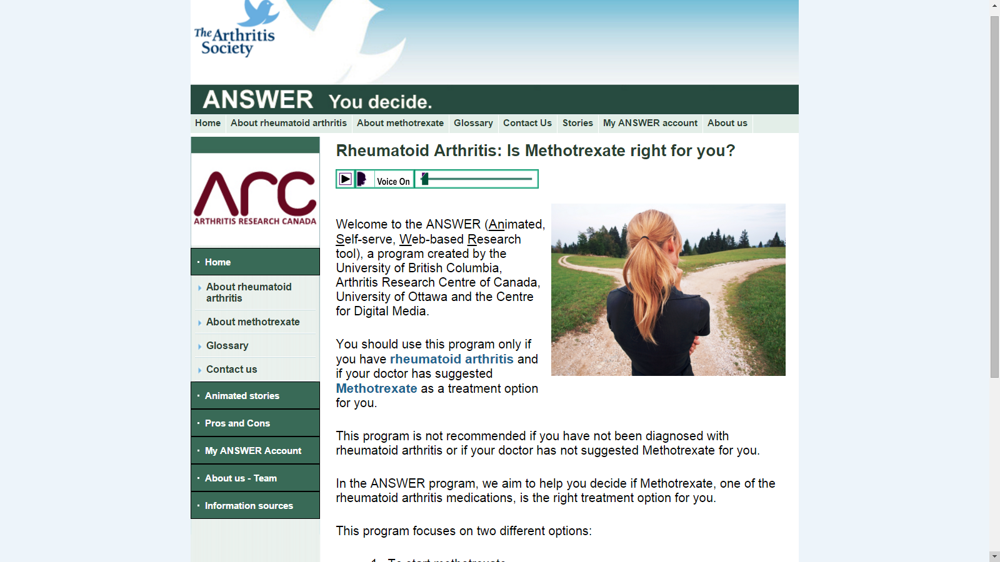 The Arthritis
Society
ANSWER You decide.
Home About rheumatoid arthritis About methotrexate Glossary Contact Us Stories My ANSWER account About us
ARC
ARTHRITIS RESEARCH CANADA
Home
About rheumatoid
arthritis
About methotrexate
Glossary
Contact us
Animated stories
Pros and Cons
My ANSWER Account
About us - Team
Information sources
Rheumatoid Arthritis: Is Methotrexate right for you?
Voice On
Welcome to the ANSWER (Animated,
Self-serve, Web-based Research
tool), a program created by the
University of British Columbia,
Arthritis Research Centre of Canada,
University of Ottawa and the Centre
for Digital Media.
You should use this program only if
you have rheumatoid arthritis and
if your doctor has suggested
Methotrexate as a treatment option
for you.
This program is not recommended if you have not been diagnosed with
rheumatoid arthritis or if your doctor has not suggested Methotrexate for you.
In the ANSWER program, we aim to help you decide if Methotrexate, one of the
rheumatoid arthritis medications, is the right treatment option for you.
This program focuses on two different options:
1. To start methotrexate